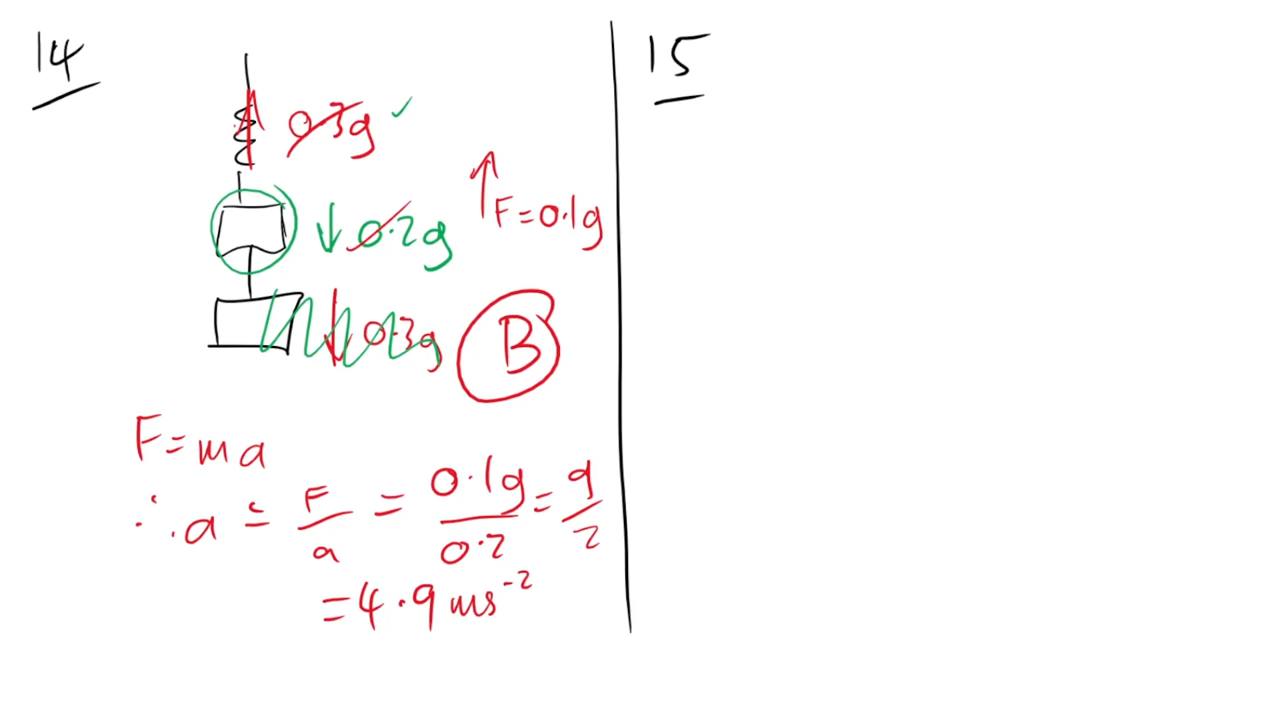 14
0.3g ✓
↓ 0.2g
↑ F = 0.1g
↓ 0.3g
B
F = ma
∴ a = F/a = 0.1g/0.2 = g/2
= 4.9 ms⁻²
15